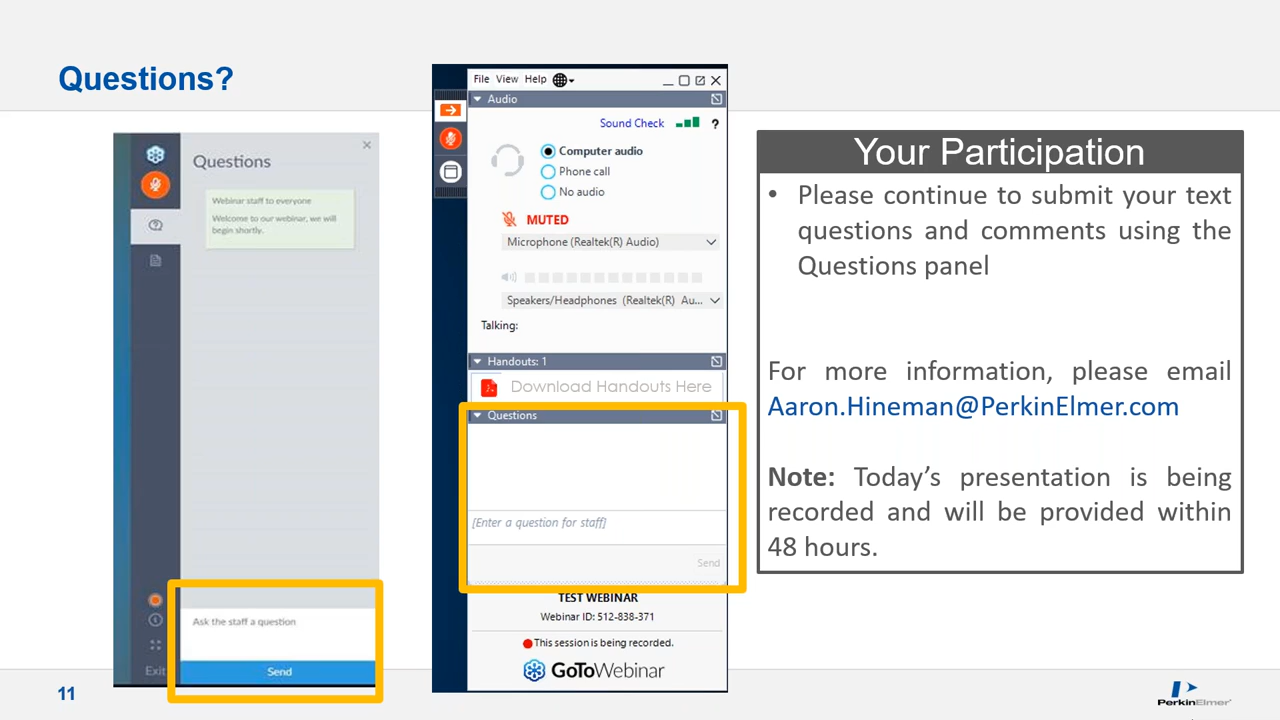 Questions?
Questions
Webinar staff to everyone
Welcome to our webinar, we will
begin shortly.
Ask the staff a question
Exit
Send
File View Help
Audio
Sound Check
?
Computer audio
Phone call
No audio
MUTED
Microphone (Realtek(R) Audio)
Speakers/Headphones (Realtek(R) Au...
Talking:
Handouts: 1
Download Handouts Here
Questions
[Enter a question for staff]
Send
TEST WEBINAR
Webinar ID: 512-838-371
This session is being recorded.
GoToWebinar
Your Participation
• Please continue to submit your text
questions and comments using the
Questions panel
For more information, please email
Aaron.Hineman@PerkinElmer.com
Note: Today’s presentation is being
recorded and will be provided within
48 hours.
11
PerkinElmer